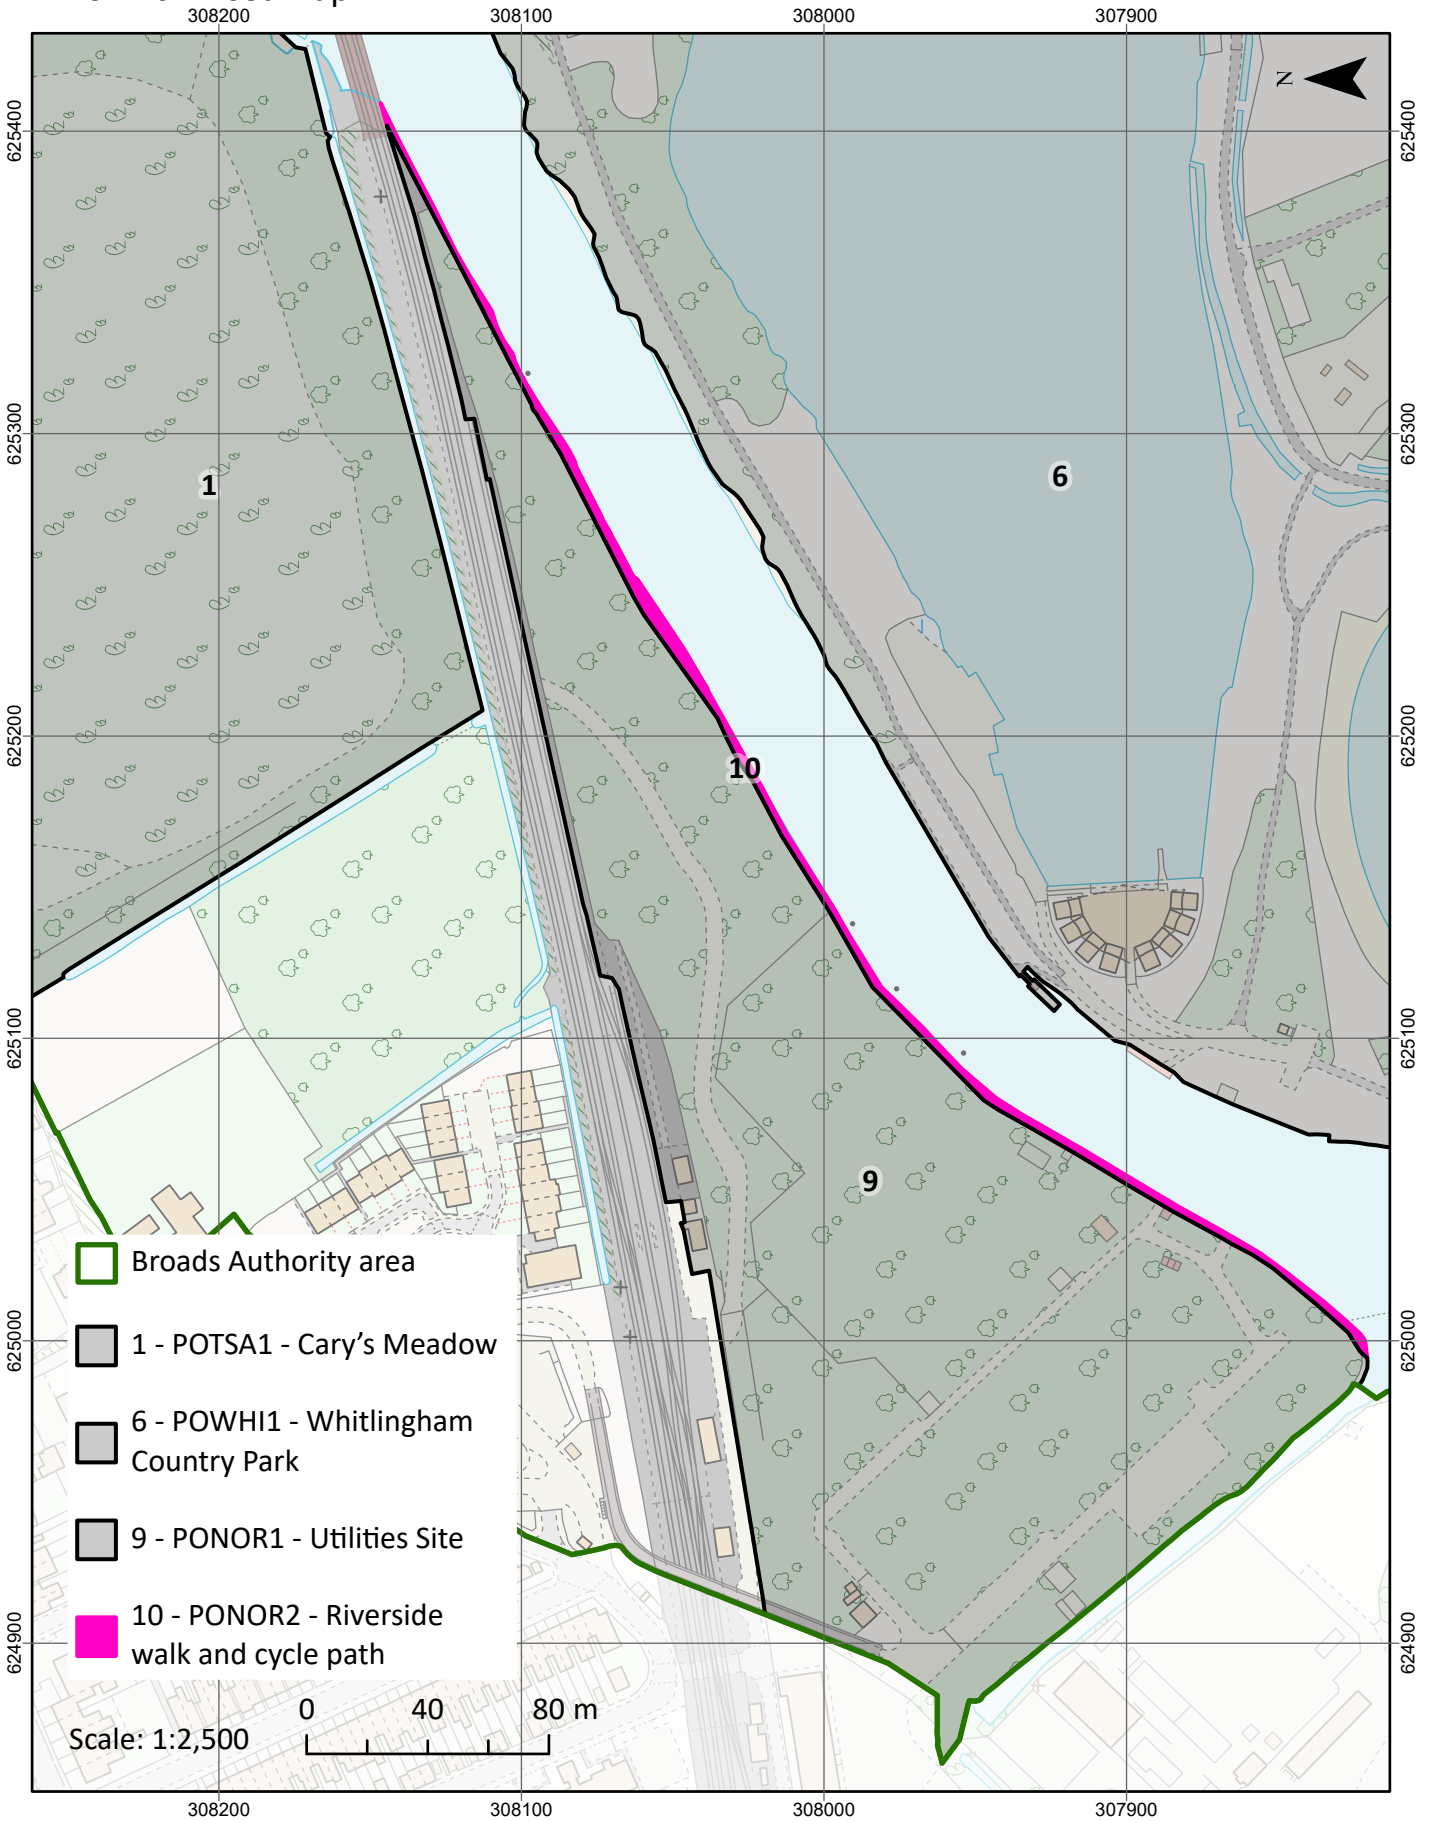 308200 308100 308000 307900
N
625400 625400
625300 625300
1
6
625200 625200
10
625100 625100
9
Broads Authority area
625000 625000
1 - POTSA1 - Cary's Meadow
6 - POWHI1 - Whitlingham
Country Park
9 - PONOR1 - Utilities Site
10 - PONOR2 - Riverside
walk and cycle path
624900 624900
0 40 80 m
Scale: 1:2,500
308200 308100 308000 307900